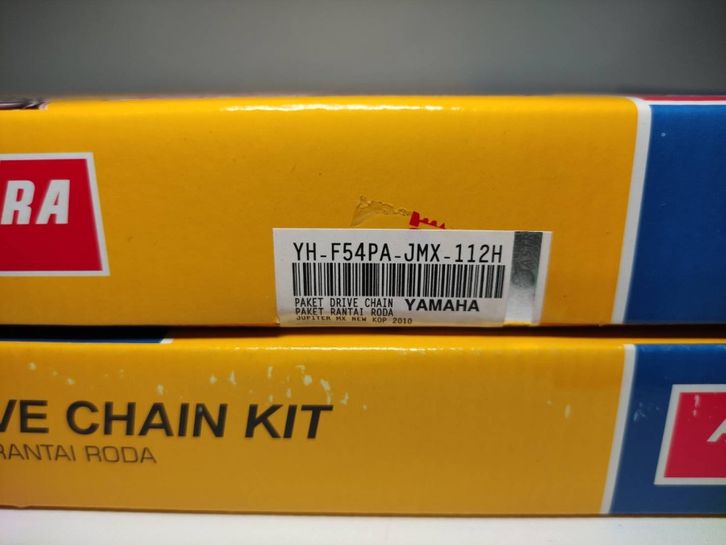 RA
YH-F54PA-JMX-112H
PAKET DRIVE CHAIN YAMAHA
PAKET RANTAI RODA
JUPITER MX NEW KOP 2010
VE CHAIN KIT
RANTAI RODA